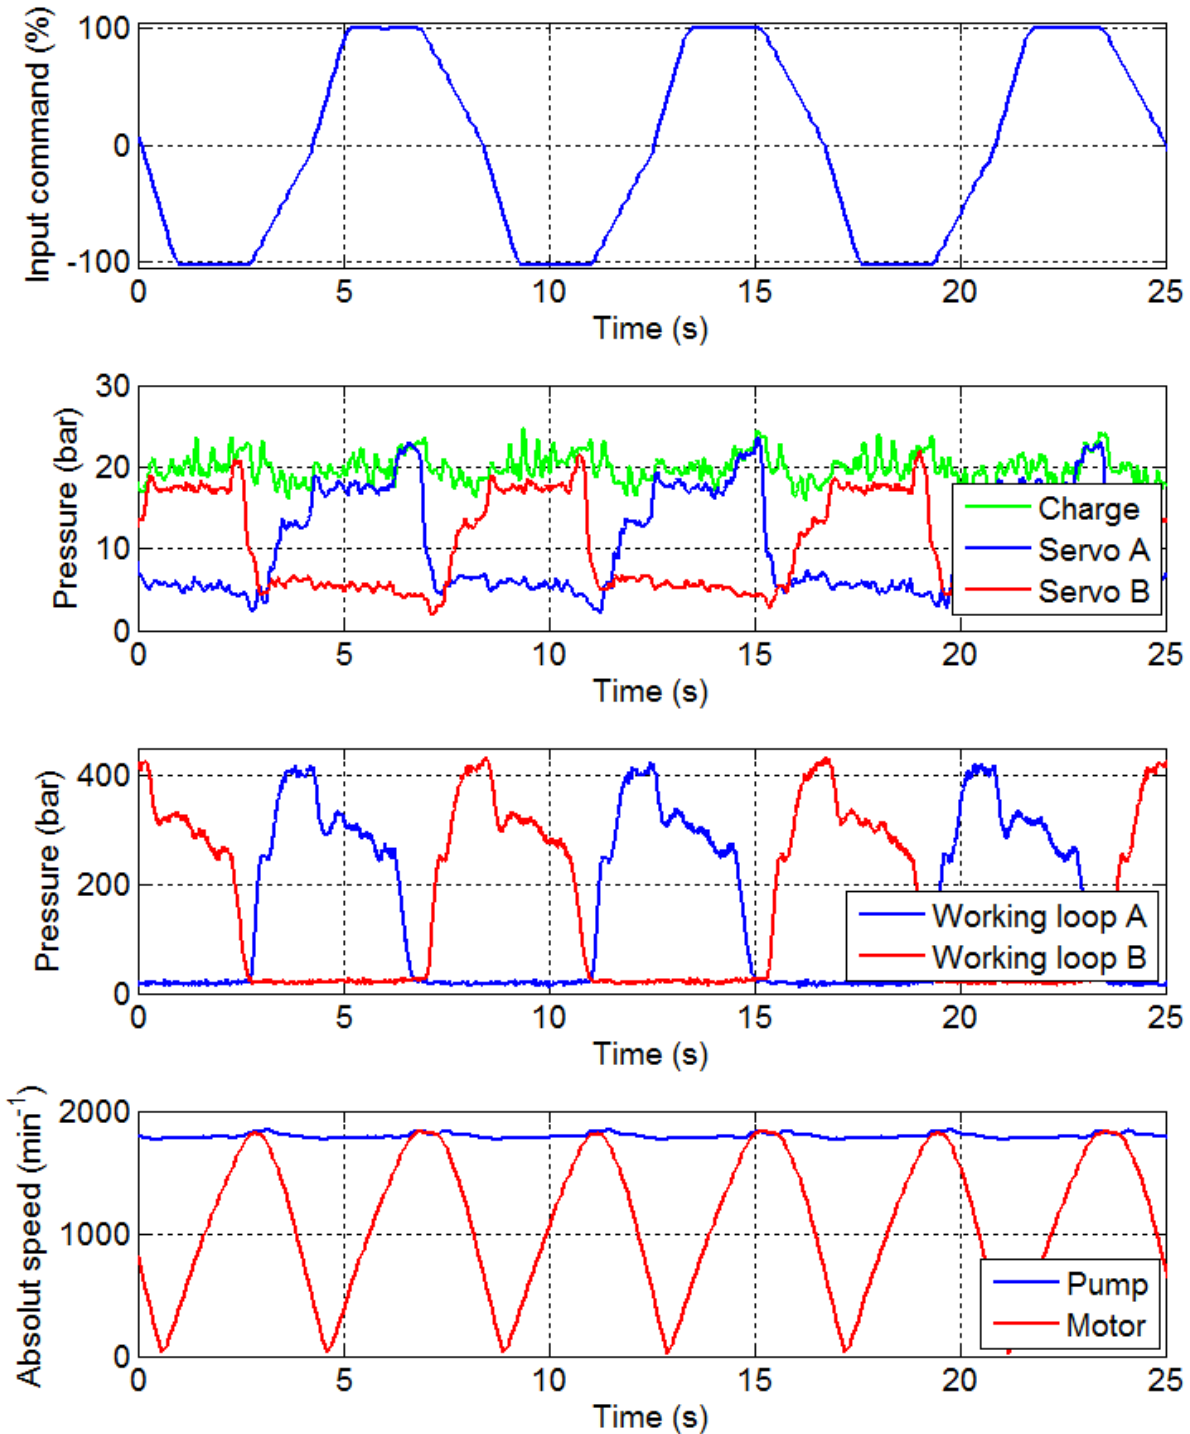 Input command (%)
100
0
-100
0 5 10 15 20 25
Time (s)
Pressure (bar)
30
20
10
0
Charge
Servo A
Servo B
0 5 10 15 20 25
Time (s)
Pressure (bar)
400
200
0
Working loop A
Working loop B
0 5 10 15 20 25
Time (s)
Absolut speed (min⁻¹)
2000
1000
0
Pump
Motor
0 5 10 15 20 25
Time (s)